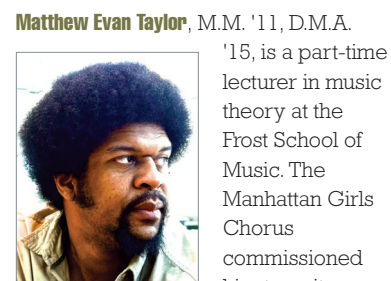 Matthew Evan Taylor, M.M. '11, D.M.A.
'15, is a part-time
lecturer in music
theory at the
Frost School of
Music. The
Manhattan Girls
Chorus
commissioned